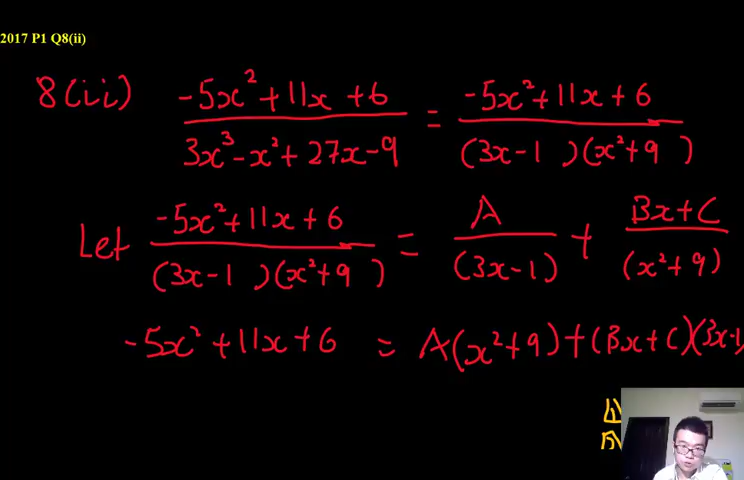 2017 P1 Q8(ii)
8(ii) (-5x²+11x+6)/(3x³-x²+27x-9) = (-5x²+11x+6)/((3x-1)(x²+9))
Let (-5x²+11x+6)/((3x-1)(x²+9)) = A/(3x-1) + (Bx+C)/(x²+9)
-5x²+11x+6 = A(x²+9)+(Bx+C)(3x-1)